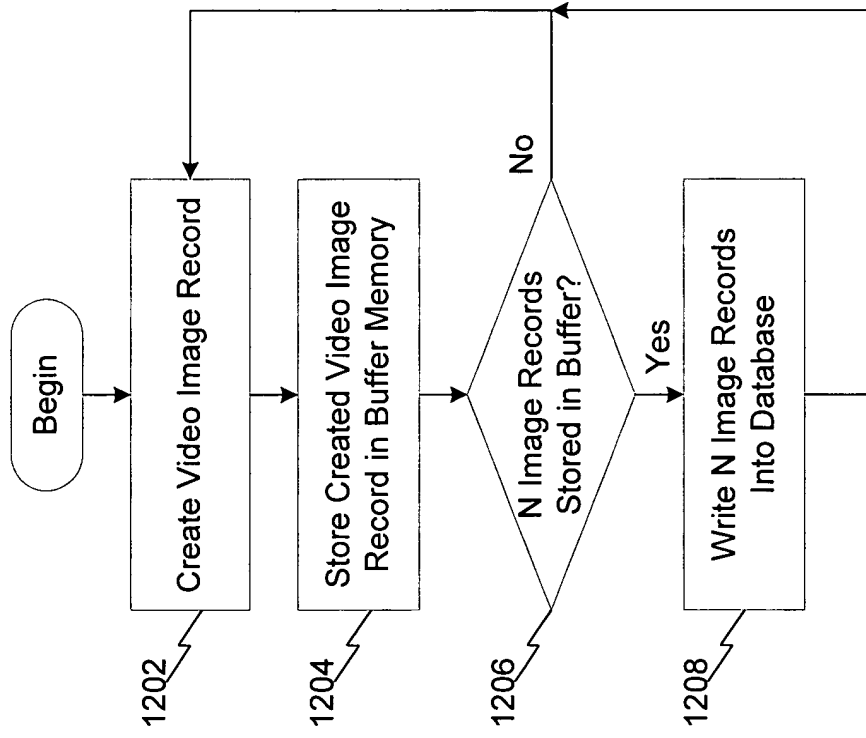 Begin
Create Video Image Record
1202
Store Created Video Image
Record in Buffer Memory
1204
N Image Records
Stored in Buffer?
No
1206
Yes
Write N Image Records
Into Database
1208